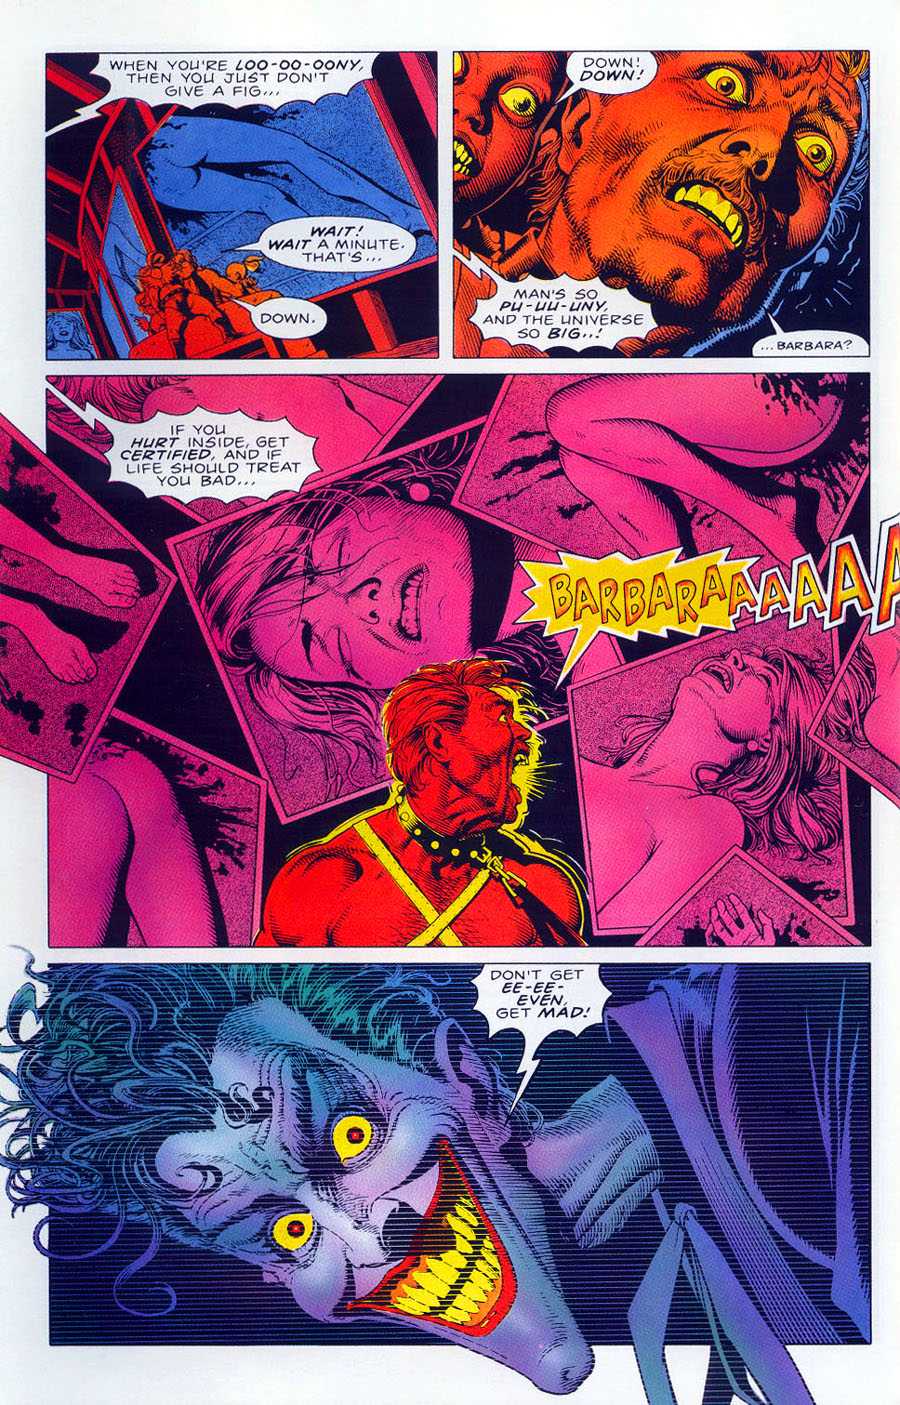 WHEN YOU'RE LOO-OO-OONY,
THEN YOU JUST DON'T
GIVE A FIG...
WAIT!
WAIT A MINUTE.
THAT'S...
DOWN.
DOWN!
DOWN!
MAN'S SO
PU-UU-UNY,
AND THE UNIVERSE
SO BIG...!
...BARBARA?
IF YOU
HURT INSIDE, GET
CERTIFIED, AND IF
LIFE SHOULD TREAT
YOU BAD...
BARBARAAAAAAA
DON'T GET
EE-EE-
EVEN,
GET MAD!